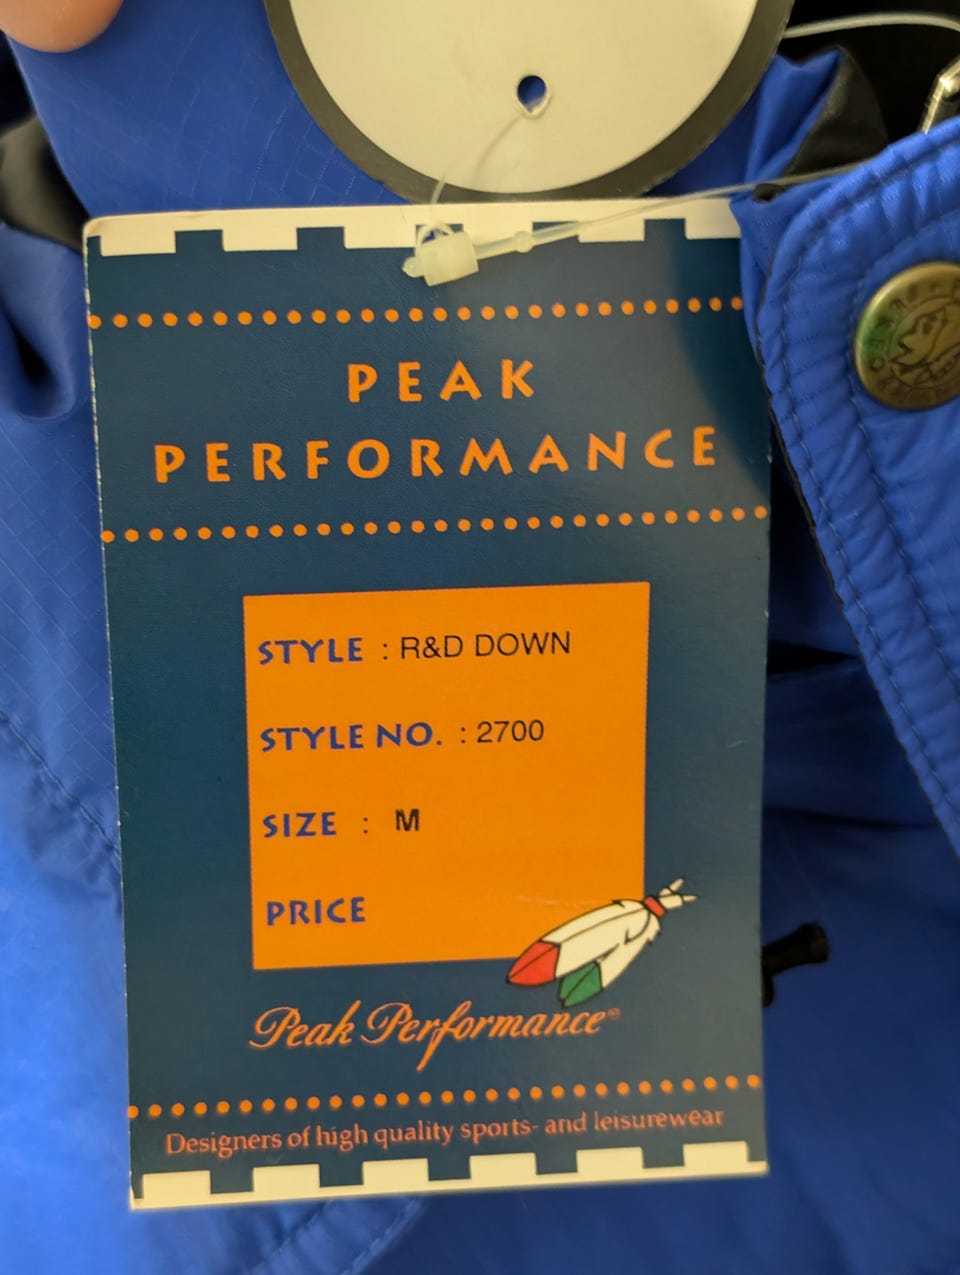 PEAK
PERFORMANCE
STYLE : R&D DOWN
STYLE NO. : 2700
SIZE : M
PRICE
Peak Performance®
Designers of high quality sports- and leisurewear